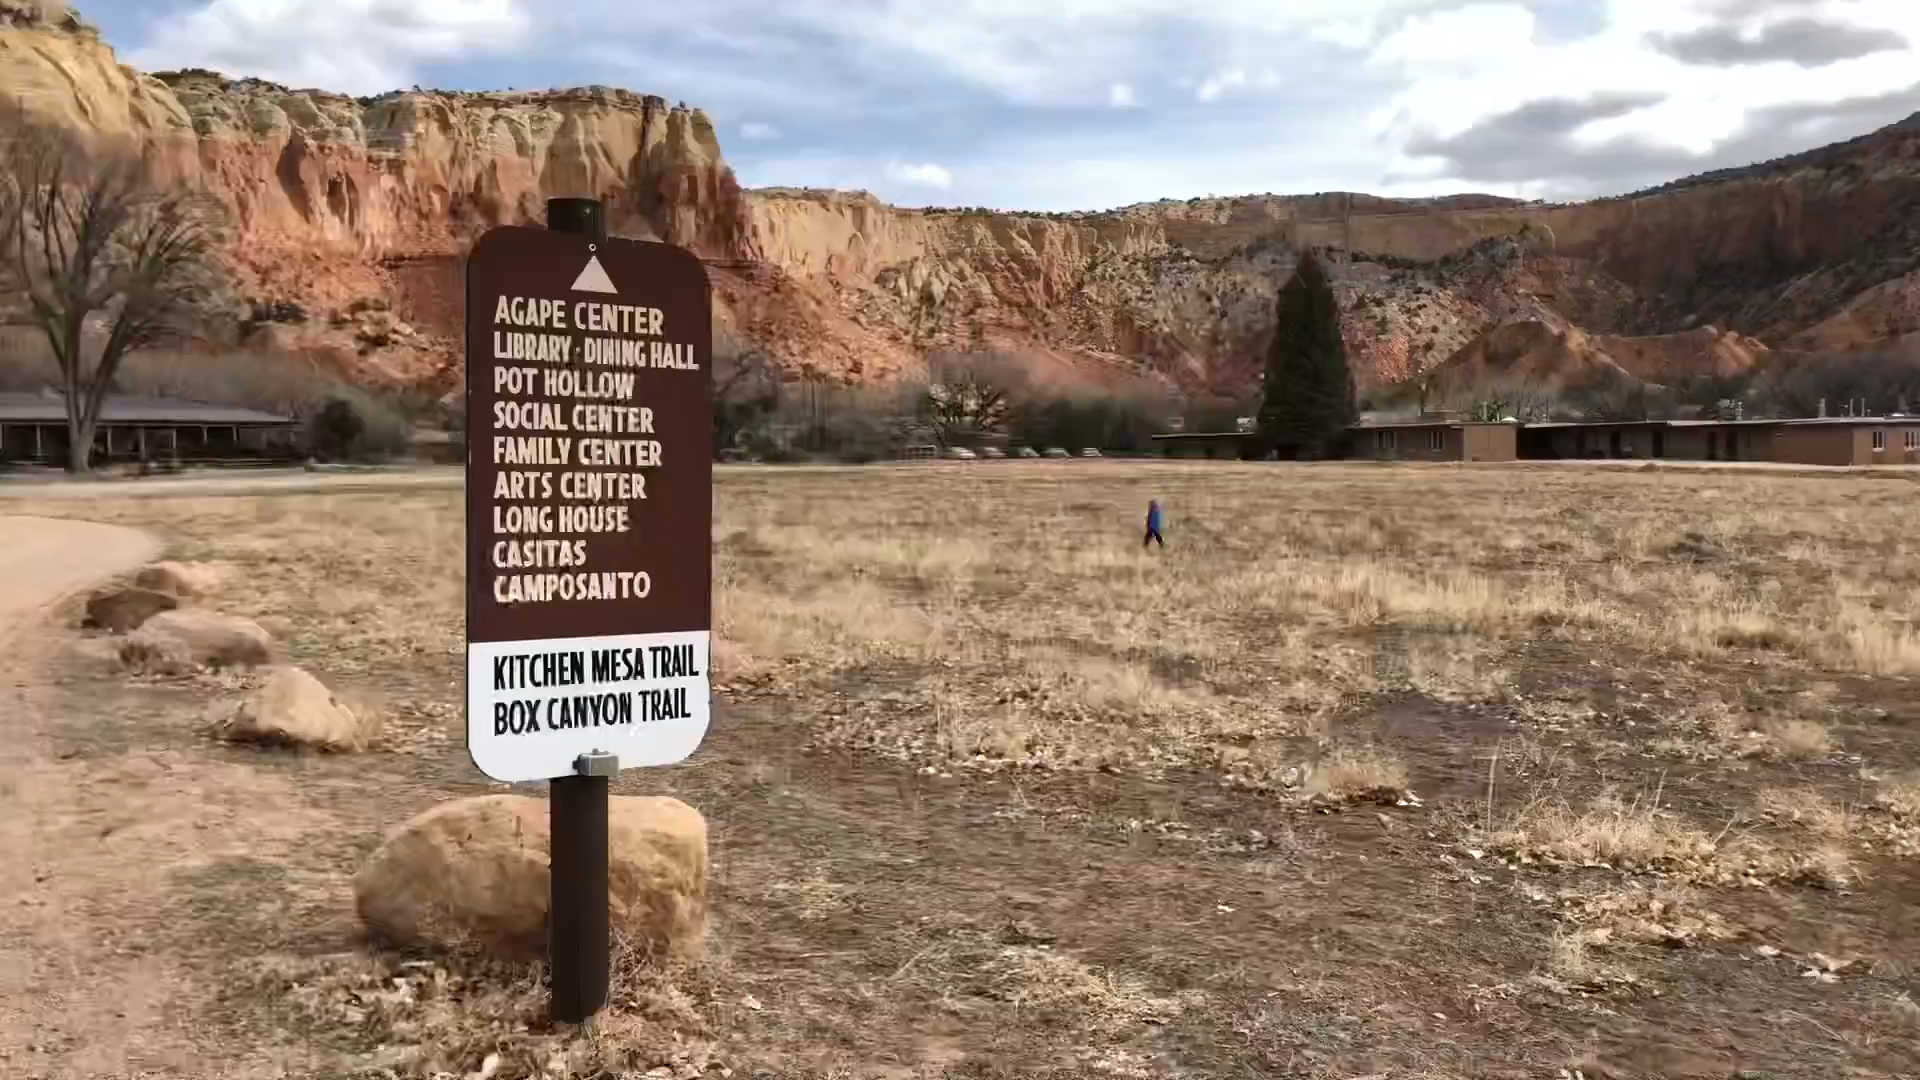 AGAPE CENTER
LIBRARY · DINING HALL
POT HOLLOW
SOCIAL CENTER
FAMILY CENTER
ARTS CENTER
LONG HOUSE
CASITAS
CAMPOSANTO
KITCHEN MESA TRAIL
BOX CANYON TRAIL